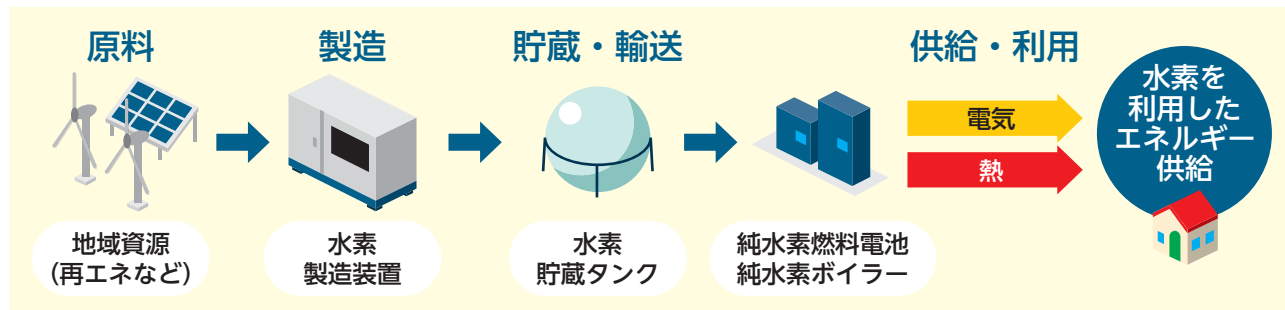 原料
製造
貯蔵・輸送
供給・利用
地域資源
(再エネなど)
水素
製造装置
水素
貯蔵タンク
純水素燃料電池
純水素ボイラー
電気
熱
水素を
利用した
エネルギー
供給